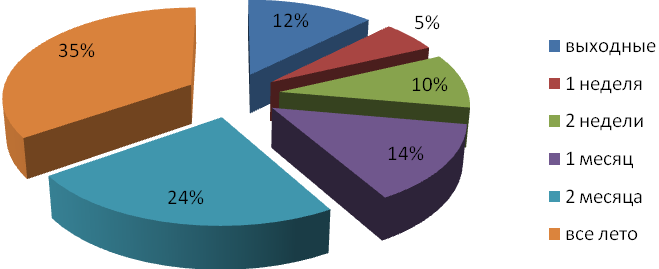 12%
5%
10%
14%
24%
35%
выходные
1 неделя
2 недели
1 месяц
2 месяца
все лето